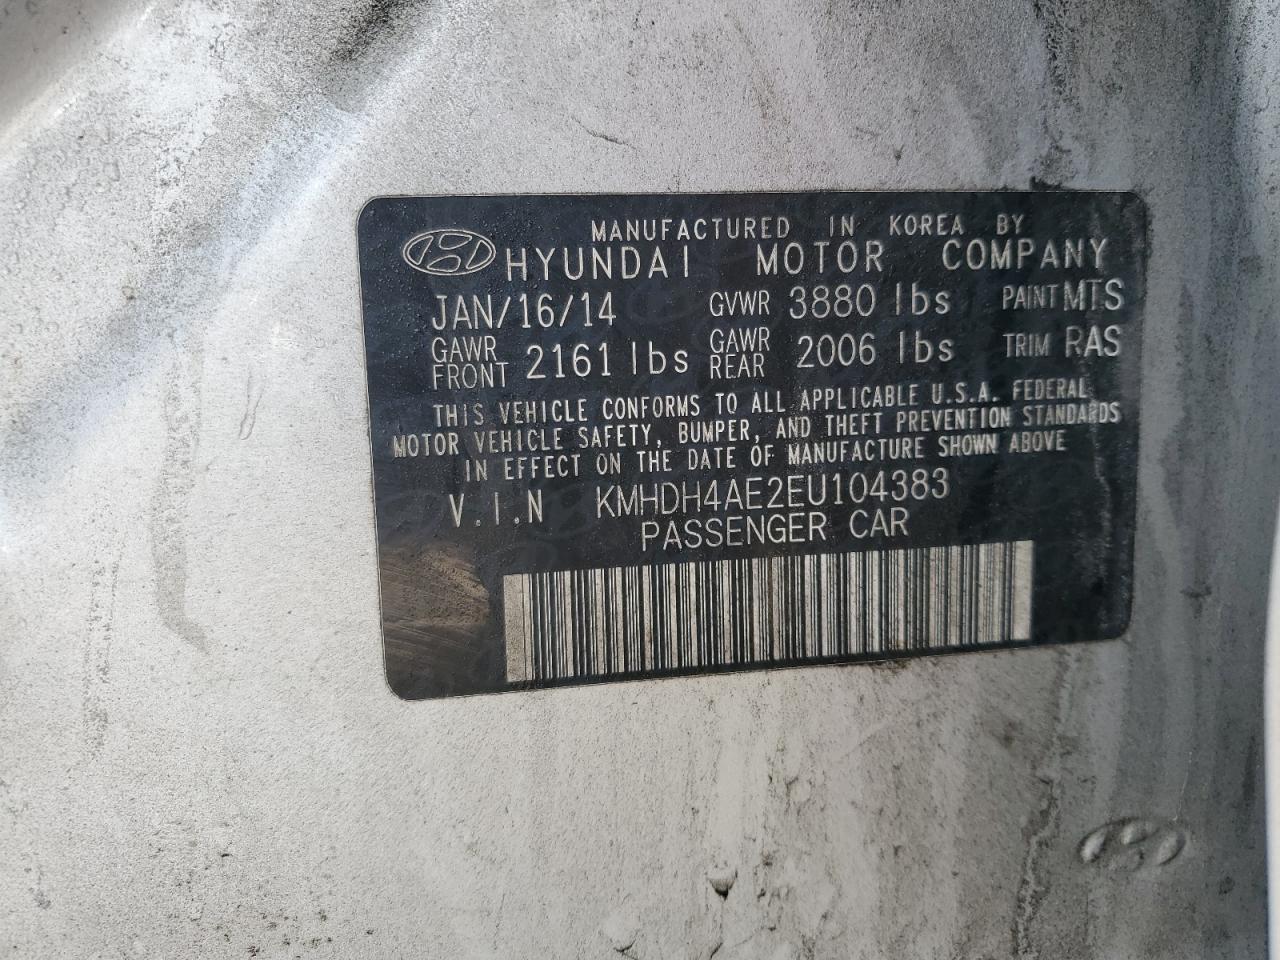 MANUFACTURED IN KOREA BY
HYUNDAI MOTOR COMPANY
JAN/16/14 GVWR 3880 lbs PAINT MTS
GAWR FRONT 2161 lbs GAWR REAR 2006 lbs TRIM RAS
THIS VEHICLE CONFORMS TO ALL APPLICABLE U.S.A. FEDERAL
MOTOR VEHICLE SAFETY, BUMPER, AND THEFT PREVENTION STANDARDS
IN EFFECT ON THE DATE OF MANUFACTURE SHOWN ABOVE
V.I.N KMHDH4AE2EU104383
PASSENGER CAR